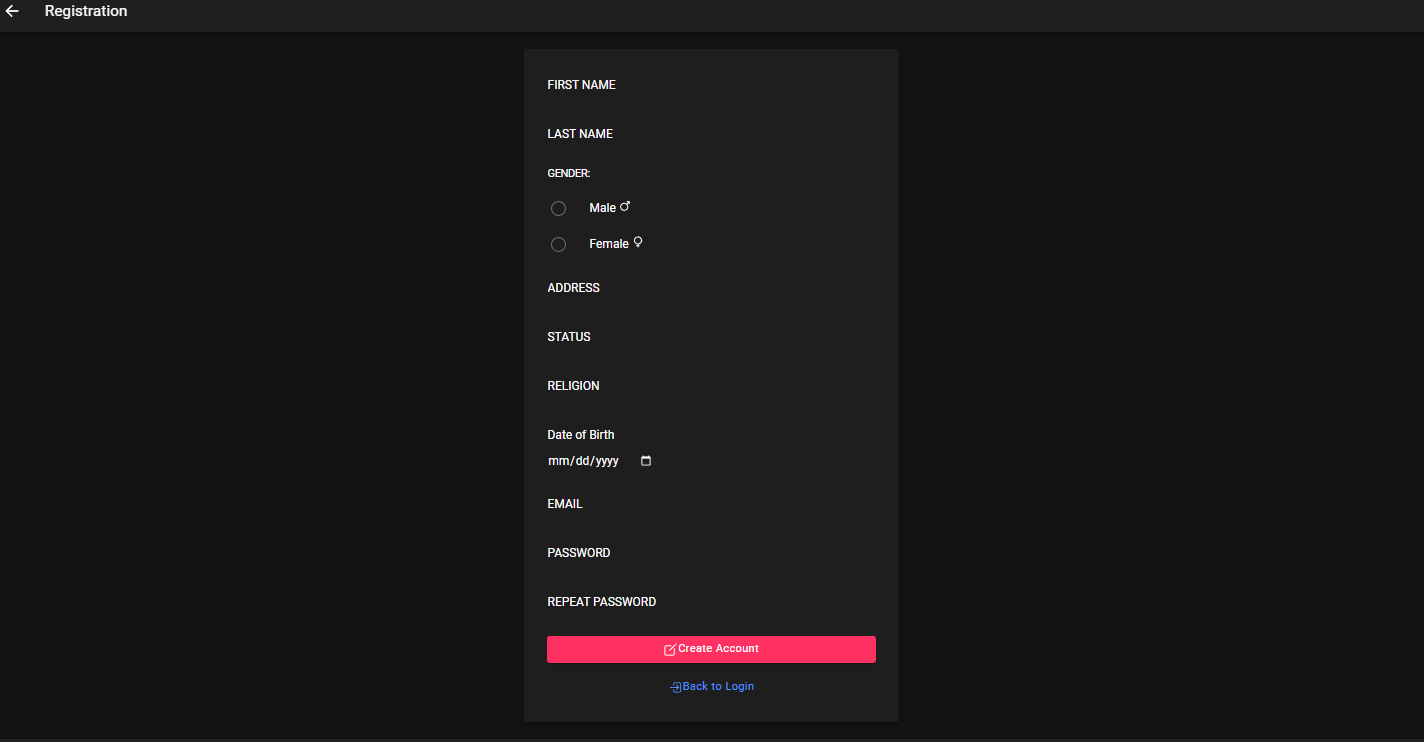 Registration
FIRST NAME
LAST NAME
GENDER:
Male ♂
Female ♀
ADDRESS
STATUS
RELIGION
Date of Birth
mm/dd/yyyy
EMAIL
PASSWORD
REPEAT PASSWORD
Create Account
Back to Login